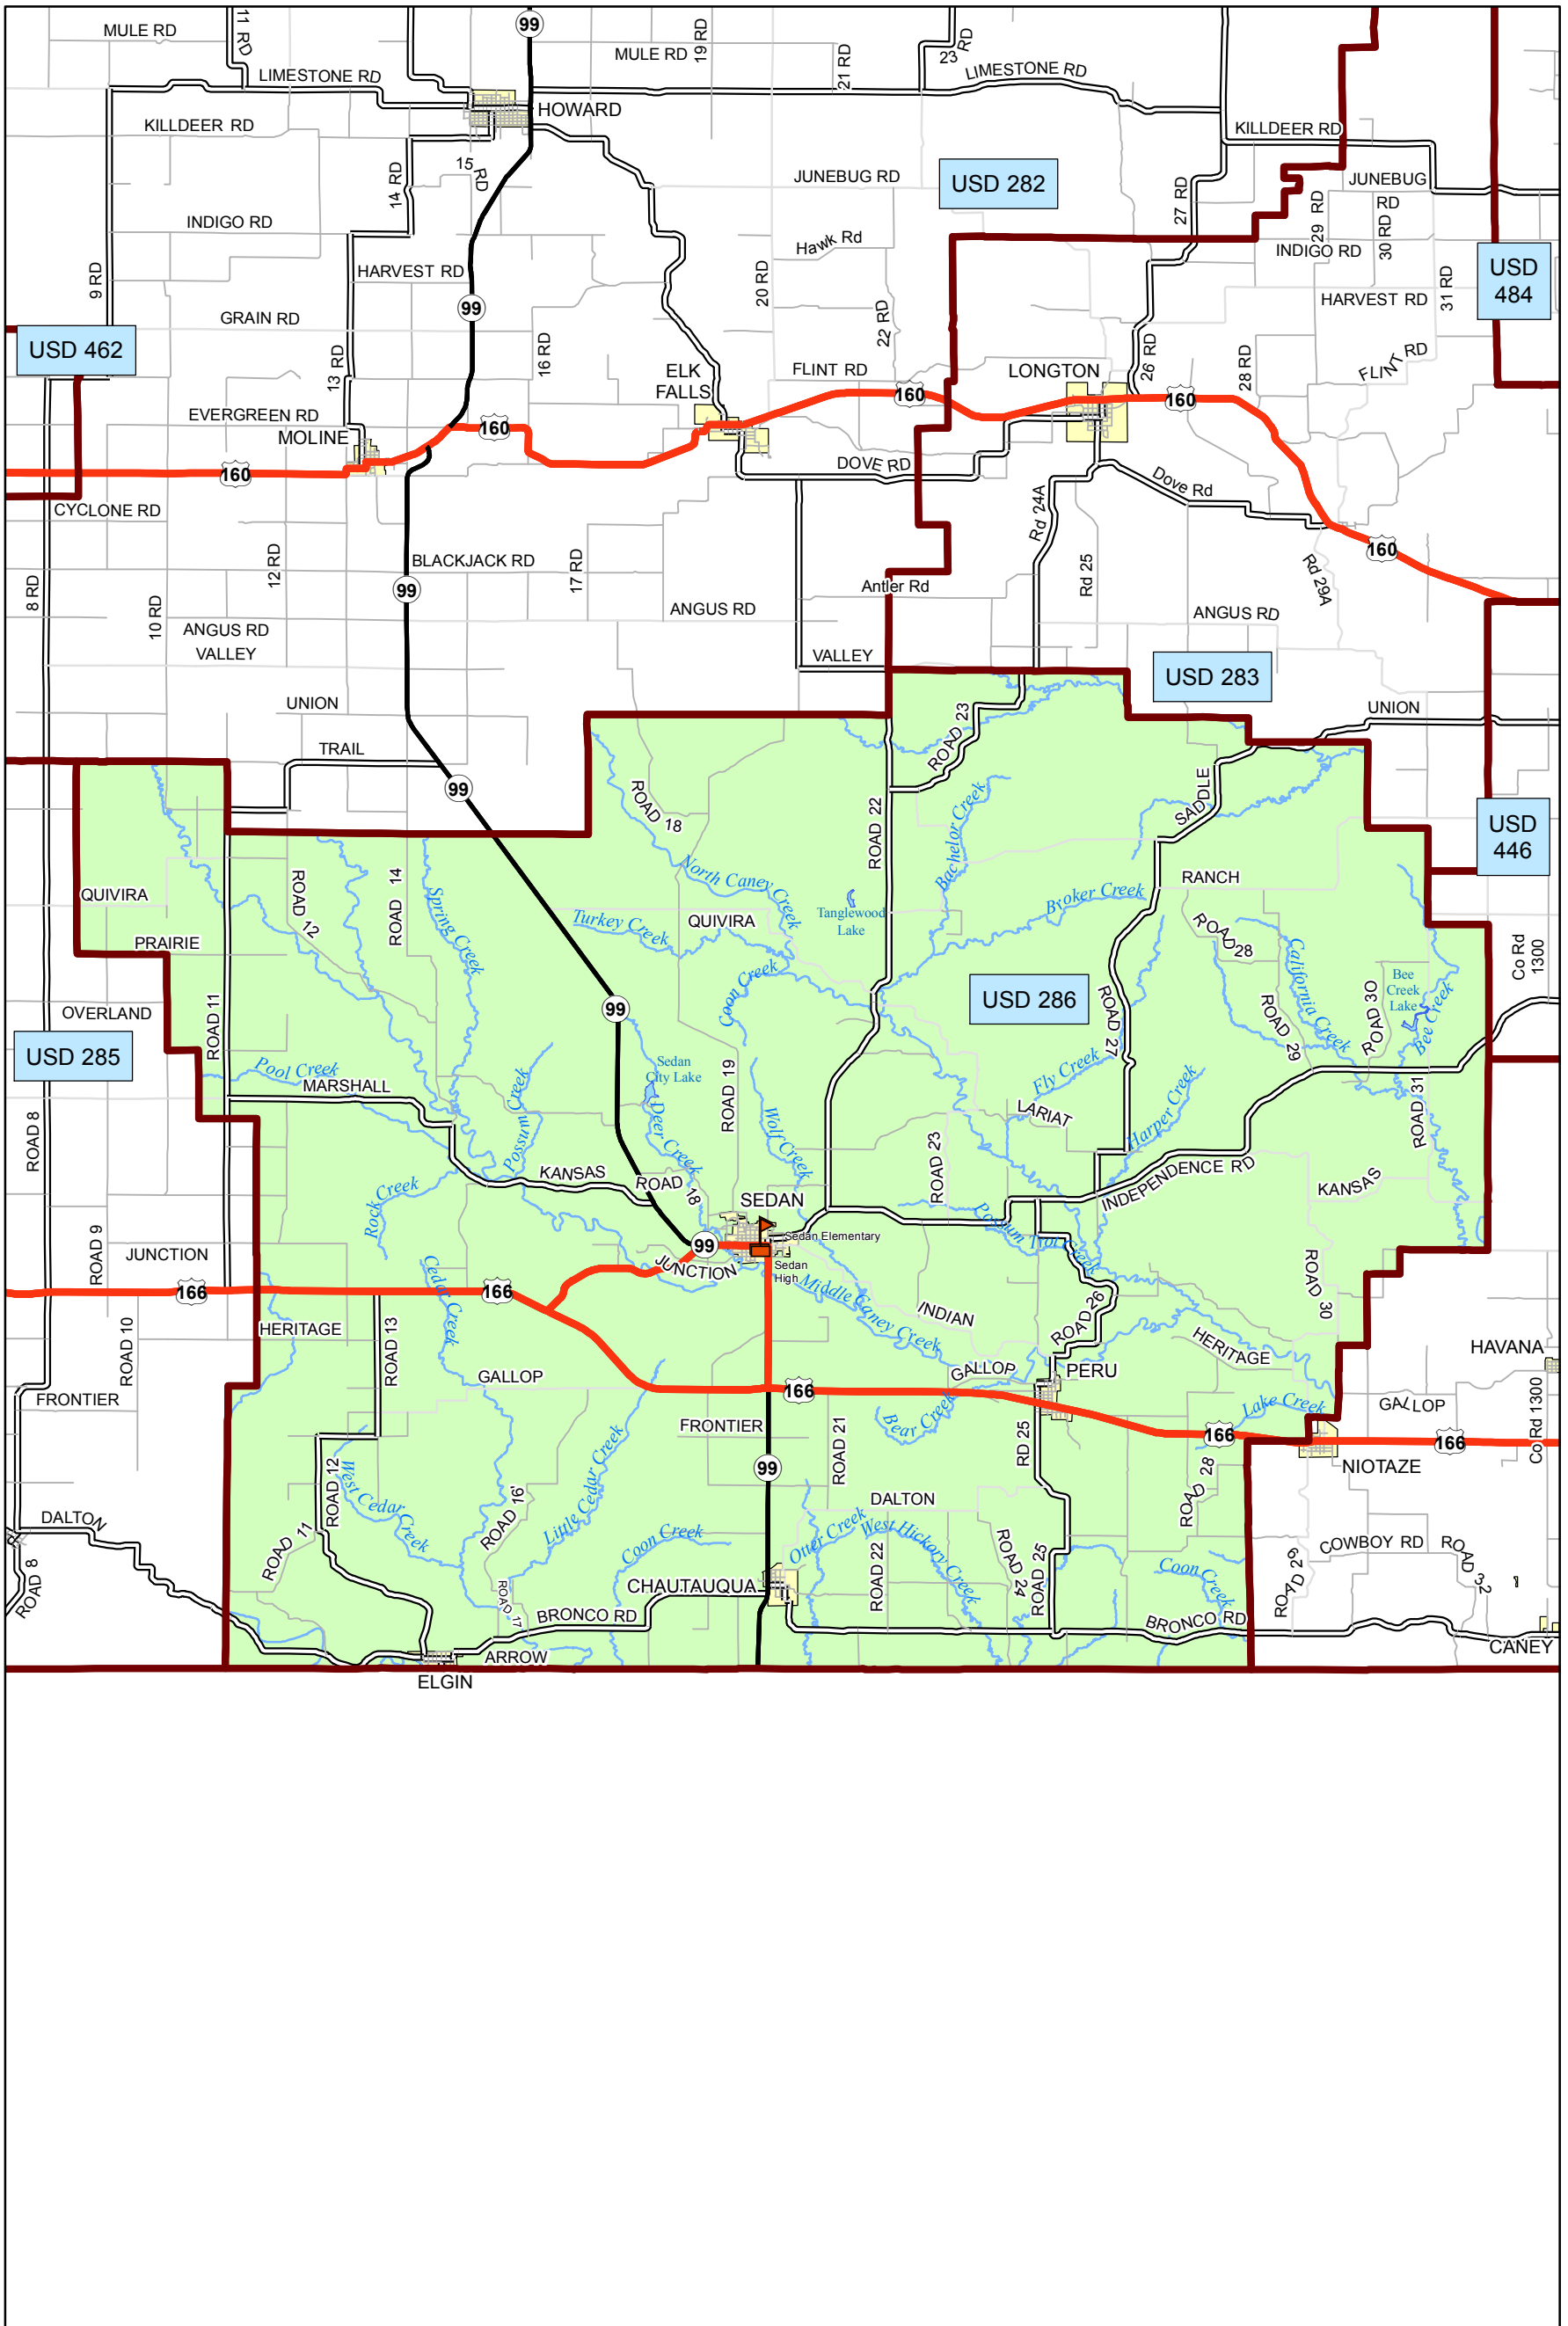 MULE RD
11 RD
99
MULE RD
19 RD
21 RD
23 RD
LIMESTONE RD
LIMESTONE RD
HOWARD
KILLDEER RD
KILLDEER RD
15 RD
14 RD
JUNEBUG RD
USD 282
27 RD
JUNEBUG RD
29 RD
30 RD
INDIGO RD
Hawk Rd
INDIGO RD
9 RD
HARVEST RD
20 RD
USD
484
31 RD
99
HARVEST RD
GRAIN RD
22 RD
USD 462
13 RD
16 RD
ELK
FALLS
FLINT RD
LONGTON
26 RD
28 RD
FLINT RD
160
160
EVERGREEN RD
MOLINE
160
160
DOVE RD
Dove Rd
CYCLONE RD
Rd 24A
160
12 RD
BLACKJACK RD
17 RD
Rd 25
Rd 29A
8 RD
99
Antler Rd
10 RD
ANGUS RD
ANGUS RD
ANGUS RD
VALLEY
VALLEY
USD 283
UNION
UNION
ROAD 23
TRAIL
99
ROAD 18
ROAD 22
Bachelor Creek
SADDLE
USD
446
QUIVIRA
ROAD 12
ROAD 14
Spring Creek
North Caney Creek
RANCH
Broker Creek
Tanglewood
Lake
Turkey Creek
QUIVIRA
PRAIRIE
ROAD 28
California Creek
Co Rd
1300
Coon Creek
USD 286
Bee
Creek
Lake
OVERLAND
99
ROAD 11
ROAD 27
ROAD 29
ROAD 30
Bee Creek
USD 285
Pool Creek
Sedan
City Lake
Fly Creek
MARSHALL
Possum Creek
Deer Creek
ROAD 19
Wolf Creek
LARIAT
Harper Creek
ROAD 31
ROAD 8
ROAD 23
KANSAS
ROAD 18
INDEPENDENCE RD
KANSAS
Rock Creek
SEDAN
Possum Trot Creek
ROAD 9
JUNCTION
99
Sedan Elementary
JUNCTION
Sedan
High
ROAD 30
166
Cedar Creek
166
Middle Caney Creek
INDIAN
ROAD 26
ROAD 10
HERITAGE
ROAD 13
HERITAGE
HAVANA
GALLOP
GALLOP
PERU
FRONTIER
166
GALLOP
Co Rd 1300
FRONTIER
ROAD 21
Bear Creek
Lake Creek
RD 25
166
166
99
NIOTAZE
ROAD 12
West Cedar Creek
Little Cedar Creek
ROAD 28
DALTON
ROAD 16
DALTON
Otter Creek
West Hickory Creek
ROAD 11
Coon Creek
ROAD 22
ROAD 24
ROAD 25
Coon Creek
ROAD 29
COWBOY RD
ROAD 32
ROAD 8
ROAD 17
CHAUTAUQUA
BRONCO RD
BRONCO RD
CANEY
ARROW
ELGIN